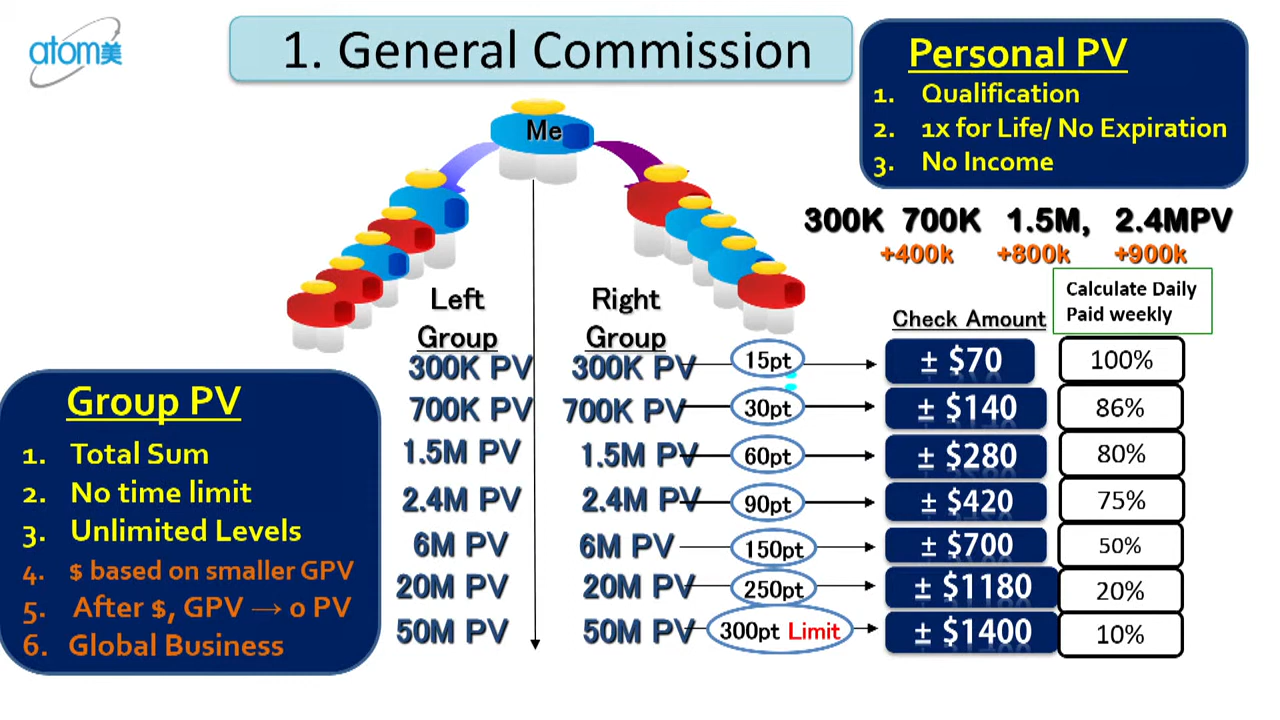 atom美
1. General Commission
Personal PV
1. Qualification
2. 1x for Life/ No Expiration
3. No Income
Me
300K 700K 1.5M, 2.4MPV
+400k +800k +900k
Calculate Daily
Paid weekly
Left Group
Right Group
Check Amount
300K PV 300K PV 15pt ± $70 100%
700K PV 700K PV 30pt ± $140 86%
1.5M PV 1.5M PV 60pt ± $280 80%
2.4M PV 2.4M PV 90pt ± $420 75%
6M PV 6M PV 150pt ± $700 50%
20M PV 20M PV 250pt ± $1180 20%
50M PV 50M PV 300pt Limit ± $1400 10%
Group PV
1. Total Sum
2. No time limit
3. Unlimited Levels
4. $ based on smaller GPV
5. After $, GPV → 0 PV
6. Global Business